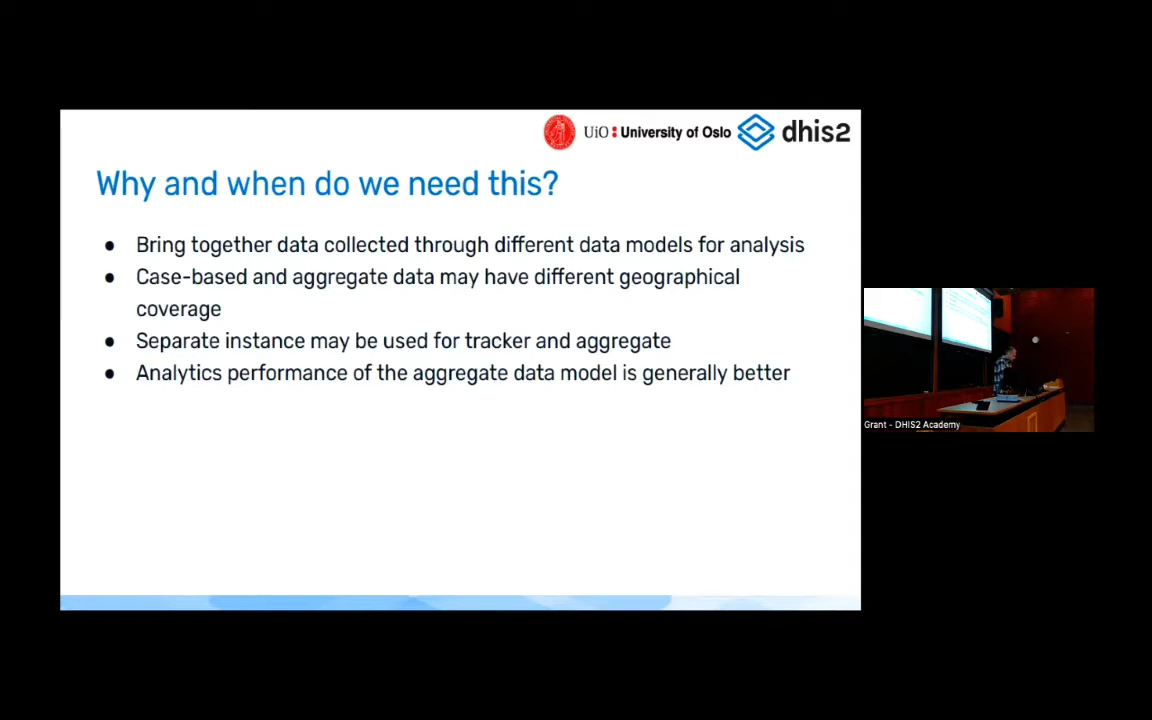 UiO : University of Oslo dhis2
Why and when do we need this?
● Bring together data collected through different data models for analysis
● Case-based and aggregate data may have different geographical
coverage
● Separate instance may be used for tracker and aggregate
● Analytics performance of the aggregate data model is generally better
Grant - DHIS2 Academy